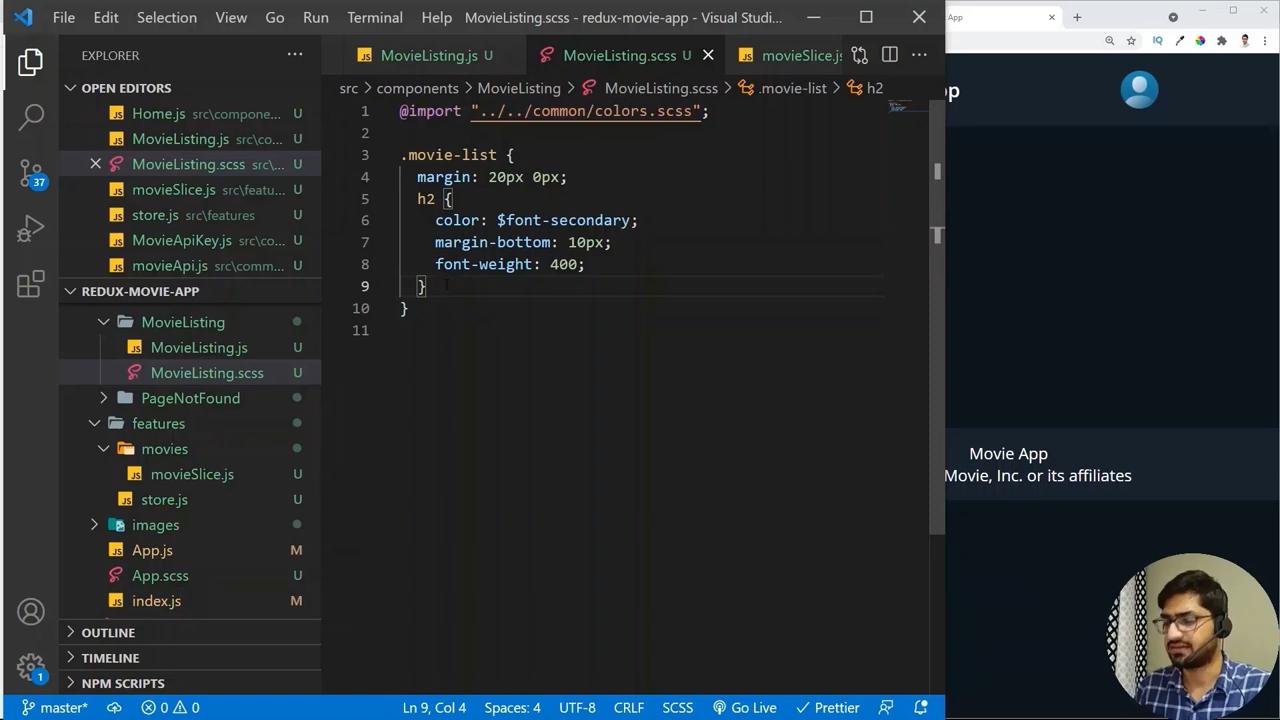 File Edit Selection View Go Run Terminal Help MovieListing.scss - redux-movie-app - Visual Studi...
App
EXPLORER
MovieListing.js U
MovieListing.scss U
movieSlice.js
OPEN EDITORS
src > components > MovieListing > MovieListing.scss > .movie-list > h2
Home.js src\compone... U
MovieListing.js src\co... U
MovieListing.scss src\... U
movieSlice.js src\featu... U
store.js src\features U
MovieApiKey.js src\co... U
movieApi.js src\comm... U
REDUX-MOVIE-APP
MovieListing
MovieListing.js U
MovieListing.scss U
PageNotFound
features
movies
movieSlice.js U
store.js U
images
App.js M
App.scss U
index.js M
OUTLINE
TIMELINE
NPM SCRIPTS
37
1
1 @import "../../common/colors.scss";
2
3 .movie-list {
4 margin: 20px 0px;
5 h2 {
6 color: $font-secondary;
7 margin-bottom: 10px;
8 font-weight: 400;
9 }
10 }
11
pp
Movie App
Movie, Inc. or its affiliates
master* 0 0 Ln 9, Col 4 Spaces: 4 UTF-8 CRLF SCSS Go Live Prettier